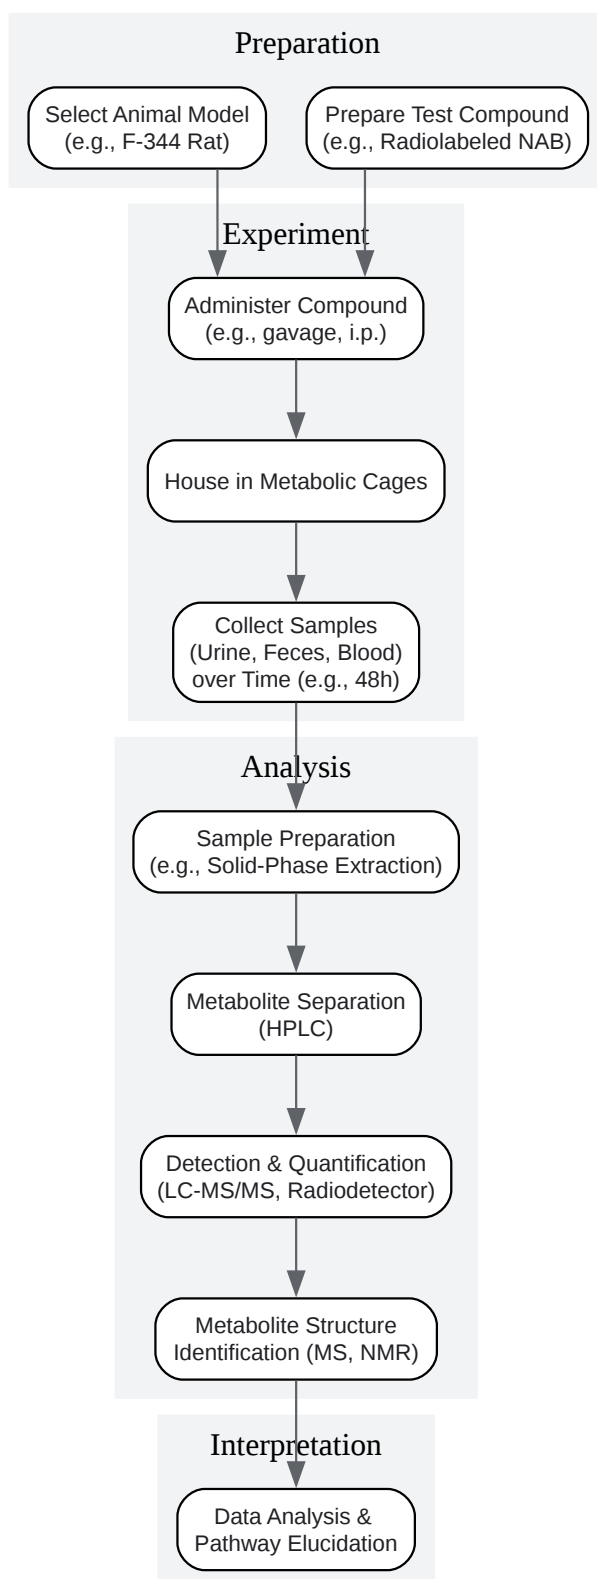 Preparation
Select Animal Model
(e.g., F-344 Rat)
Prepare Test Compound
(e.g., Radiolabeled NAB)
Experiment
Administer Compound
(e.g., gavage, i.p.)
House in Metabolic Cages
Collect Samples
(Urine, Feces, Blood)
over Time (e.g., 48h)
Analysis
Sample Preparation
(e.g., Solid-Phase Extraction)
Metabolite Separation
(HPLC)
Detection & Quantification
(LC-MS/MS, Radiodetector)
Metabolite Structure
Identification (MS, NMR)
Interpretation
Data Analysis &
Pathway Elucidation